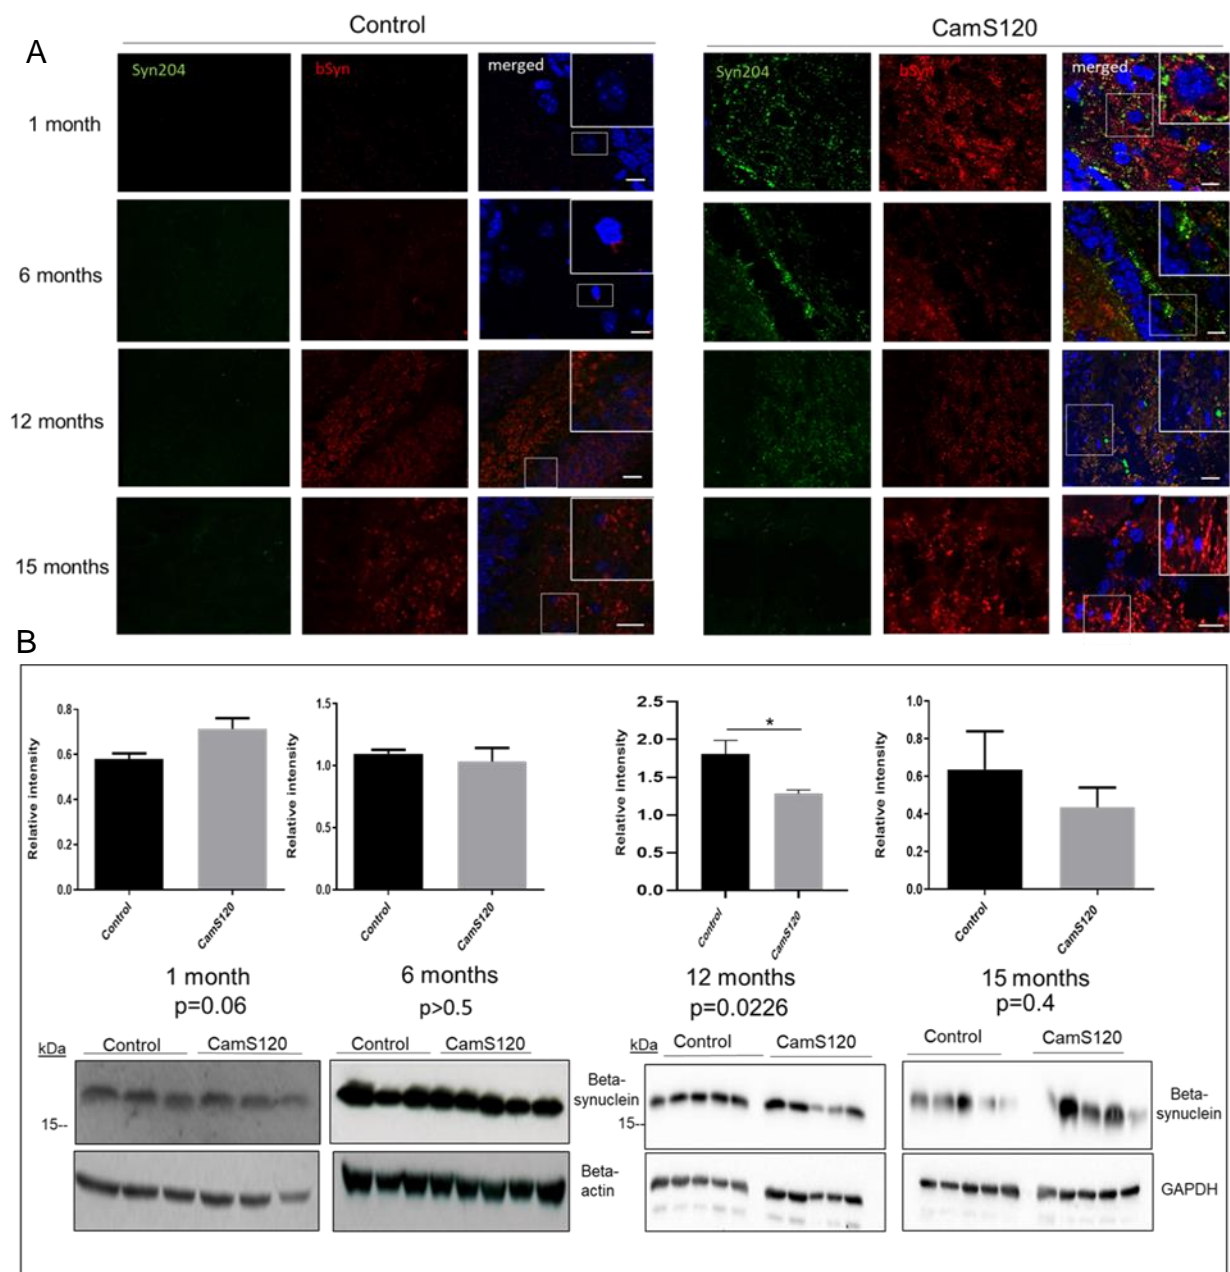 Control
CamS120
A
Syn204 bSyn merged Syn204 bSyn merged
1 month
6 months
12 months
15 months
B
Relative intensity
0.8
0.6
0.4
0.2
0.0
Control CamS120
1 month
p=0.06
Relative intensity
1.5
1.0
0.5
0.0
Control CamS120
6 months
p>0.5
Relative intensity
2.5
2.0
1.5
1.0
0.5
0.0
*
Control CamS120
12 months
p=0.0226
Relative intensity
1.0
0.8
0.6
0.4
0.2
0.0
Control CamS120
15 months
p=0.4
kDa Control CamS120
15--
Control CamS120
Beta-
synuclein
Beta-
actin
kDa Control CamS120
15--
Control CamS120
Beta-
synuclein
GAPDH